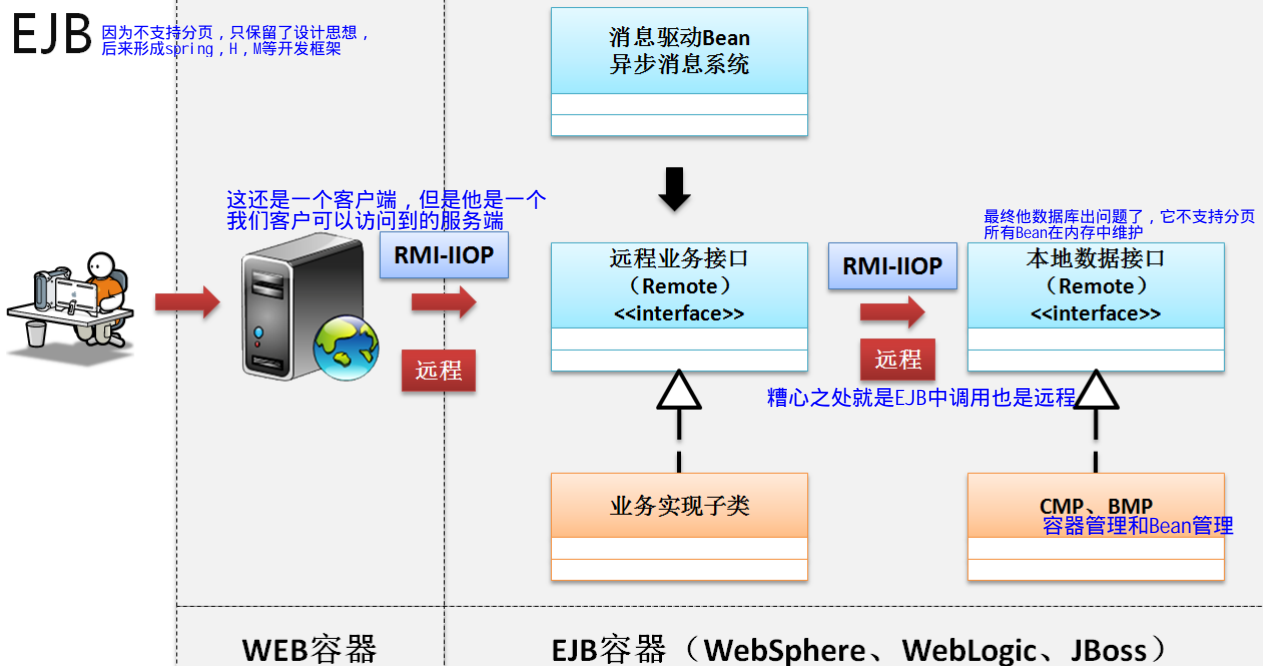 EJB
因为不支持分页，只保留了设计思想，
后来形成spring，H，M等开发框架
消息驱动Bean
异步消息系统
这还是一个客户端，但是他是一个
我们客户可以访问到的服务端
RMI-IIOP
远程
远程业务接口
（Remote）
<<interface>>
RMI-IIOP
远程
最终他数据库出问题了，它不支持分页
所有Bean在内存中维护
本地数据接口
（Remote）
<<interface>>
糟心之处就是EJB中调用也是远程
业务实现子类
CMP、BMP
容器管理和Bean管理
WEB容器
EJB容器（WebSphere、WebLogic、JBoss）